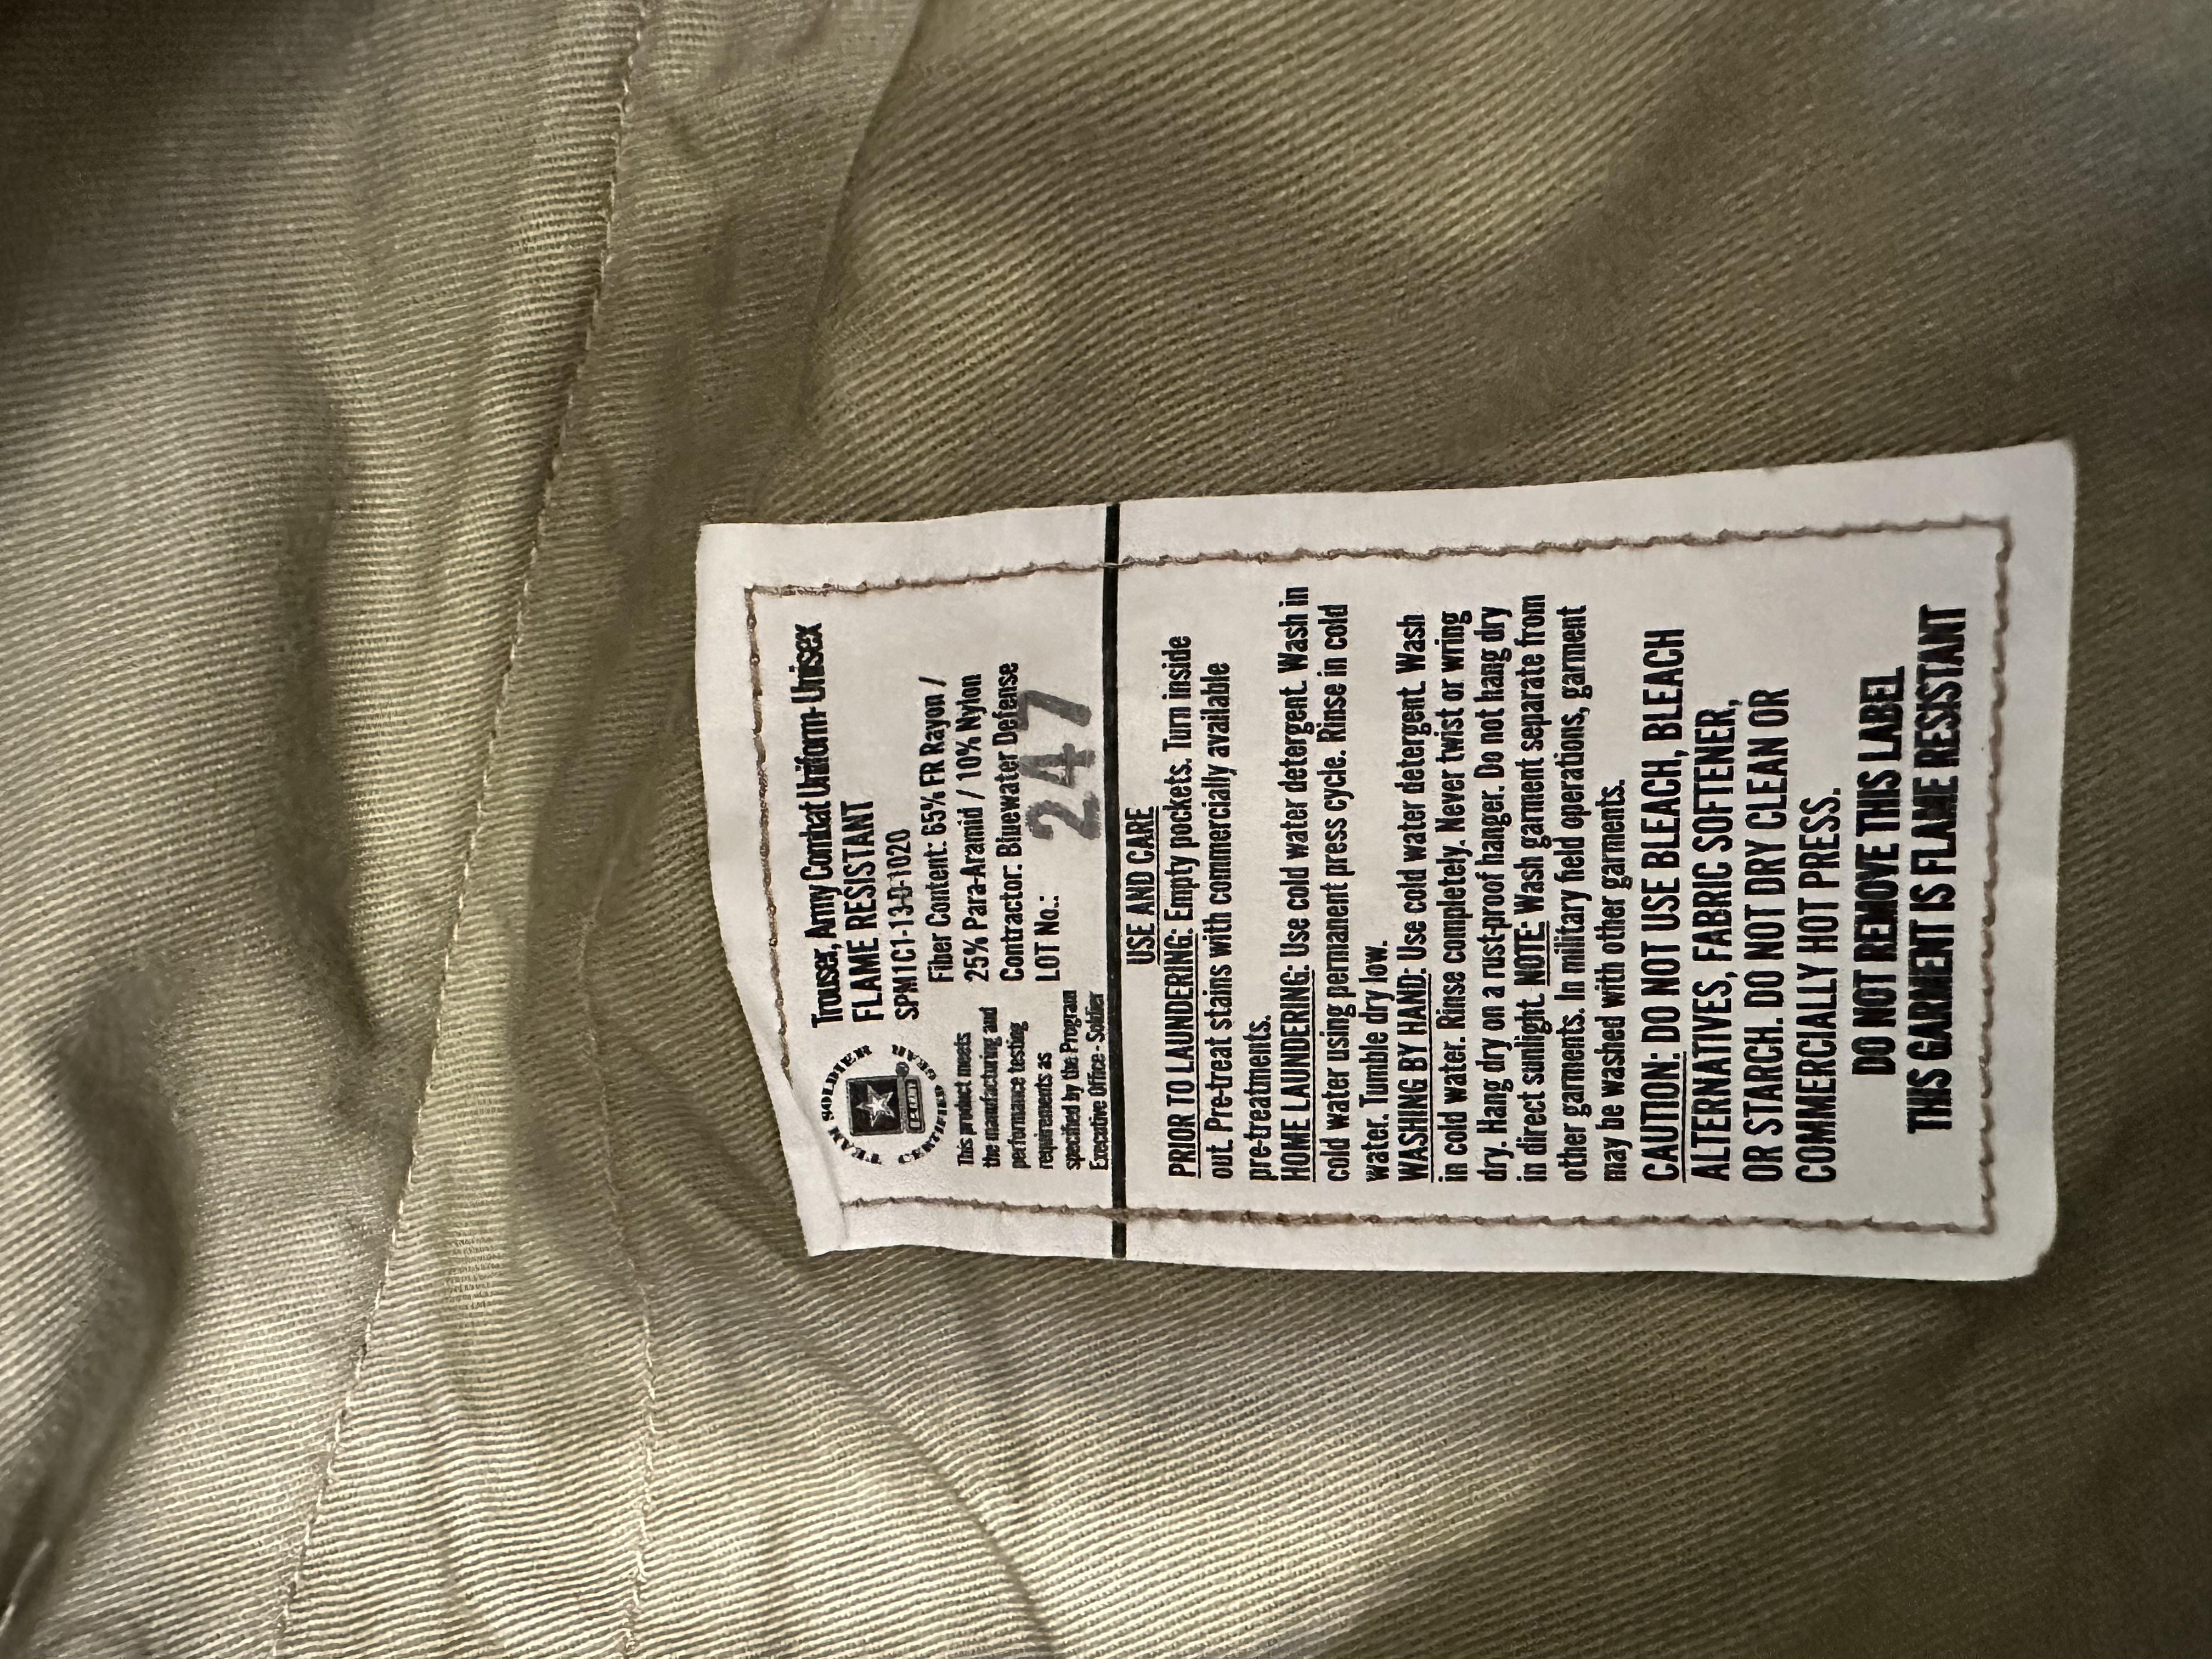 Trouser, Army Combat Uniform-Unisex
FLAME RESISTANT
SPM1C1-13-D-1020
Fiber Content: 65% FR Rayon /
25% Para-Aramid / 10% Nylon
Contractor: Bluewater Defense
LOT No.: 247
TEAM SOLDIER
CERTIFIED GEAR
This product meets
the manufacturing and
performance testing
requirements as
specified by the Program
Executive Office - Soldier
USE AND CARE
PRIOR TO LAUNDERING: Empty pockets. Turn inside
out. Pre-treat stains with commercially available
pre-treatments.
HOME LAUNDERING: Use cold water detergent. Wash in
cold water using permanent press cycle. Rinse in cold
water. Tumble dry low.
WASHING BY HAND: Use cold water detergent. Wash
in cold water. Rinse completely. Never twist or wring
dry. Hang dry on a rust-proof hanger. Do not hang dry
in direct sunlight. NOTE: Wash garment separate from
other garments. In military field operations, garment
may be washed with other garments.
CAUTION: DO NOT USE BLEACH, BLEACH
ALTERNATIVES, FABRIC SOFTENER,
OR STARCH. DO NOT DRY CLEAN OR
COMMERCIALLY HOT PRESS.
DO NOT REMOVE THIS LABEL
THIS GARMENT IS FLAME RESISTANT